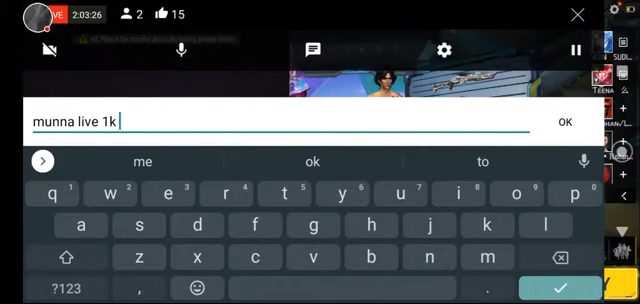 LIVE 2:03:26 2 15
munna live 1k OK
me ok to
q 1 w 2 e 3 r 4 t 5 y 6 u 7 i 8 o 9 p 0
a s d f g h j k l
z x c v b n m
?123 , .
SUDI...
TEENA
Y